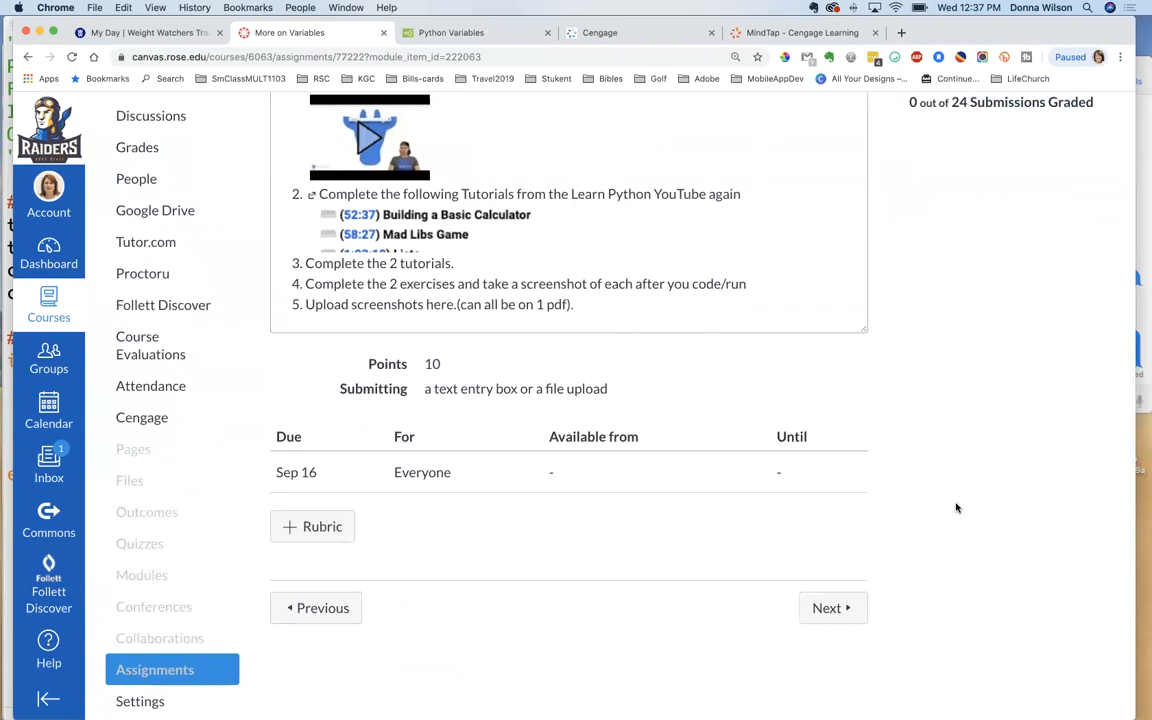 Chrome File Edit View History Bookmarks People Window Help Wed 12:37 PM Donna Wilson
My Day | Weight Watchers Tra
More on Variables
Python Variables
Cengage
MindTap - Cengage Learning
canvas.rose.edu/courses/6063/assignments/77222?module_item_id=222063
Paused
Apps Bookmarks Search SmClassMULT1103 RSC KGC Bills-cards Travel2019 Stukent Bibles Golf Adobe MobileAppDev All Your Designs –... Continue... LifeChurch
RAIDERS
Account
Dashboard
Courses
Groups
Calendar
1
Inbox
Commons
Follett
Follett
Discover
Help
Discussions
Grades
People
Google Drive
Tutor.com
Proctoru
Follett Discover
Course
Evaluations
Attendance
Cengage
Pages
Files
Outcomes
Quizzes
Modules
Conferences
Collaborations
Assignments
Settings
2. Complete the following Tutorials from the Learn Python YouTube again
(52:37) Building a Basic Calculator
(58:27) Mad Libs Game
3. Complete the 2 tutorials.
4. Complete the 2 exercises and take a screenshot of each after you code/run
5. Upload screenshots here.(can all be on 1 pdf).
Points 10
Submitting a text entry box or a file upload
Due For Available from Until
Sep 16 Everyone - -
+ Rubric
Previous
Next
0 out of 24 Submissions Graded